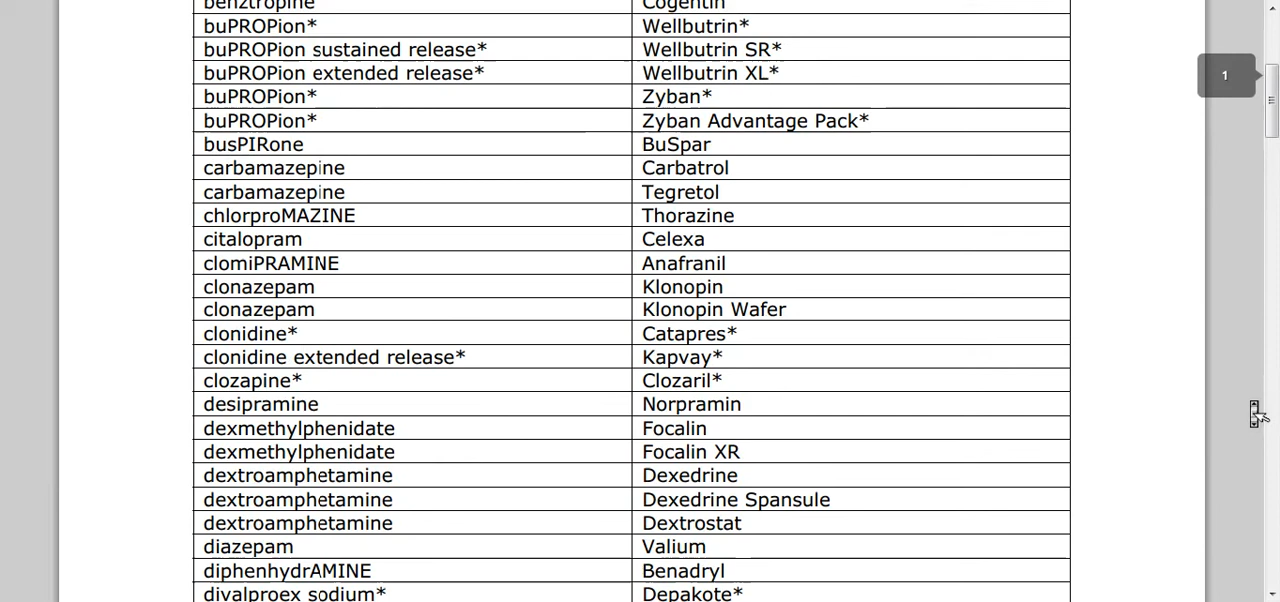 benztropine Cogentin
buPROPion* Wellbutrin*
buPROPion sustained release* Wellbutrin SR*
buPROPion extended release* Wellbutrin XL*
buPROPion* Zyban*
buPROPion* Zyban Advantage Pack*
busPIRone BuSpar
carbamazepine Carbatrol
carbamazepine Tegretol
chlorproMAZINE Thorazine
citalopram Celexa
clomiPRAMINE Anafranil
clonazepam Klonopin
clonazepam Klonopin Wafer
clonidine* Catapres*
clonidine extended release* Kapvay*
clozapine* Clozaril*
desipramine Norpramin
dexmethylphenidate Focalin
dexmethylphenidate Focalin XR
dextroamphetamine Dexedrine
dextroamphetamine Dexedrine Spansule
dextroamphetamine Dextrostat
diazepam Valium
diphenhydrAMINE Benadryl
divalproex sodium* Depakote*
1